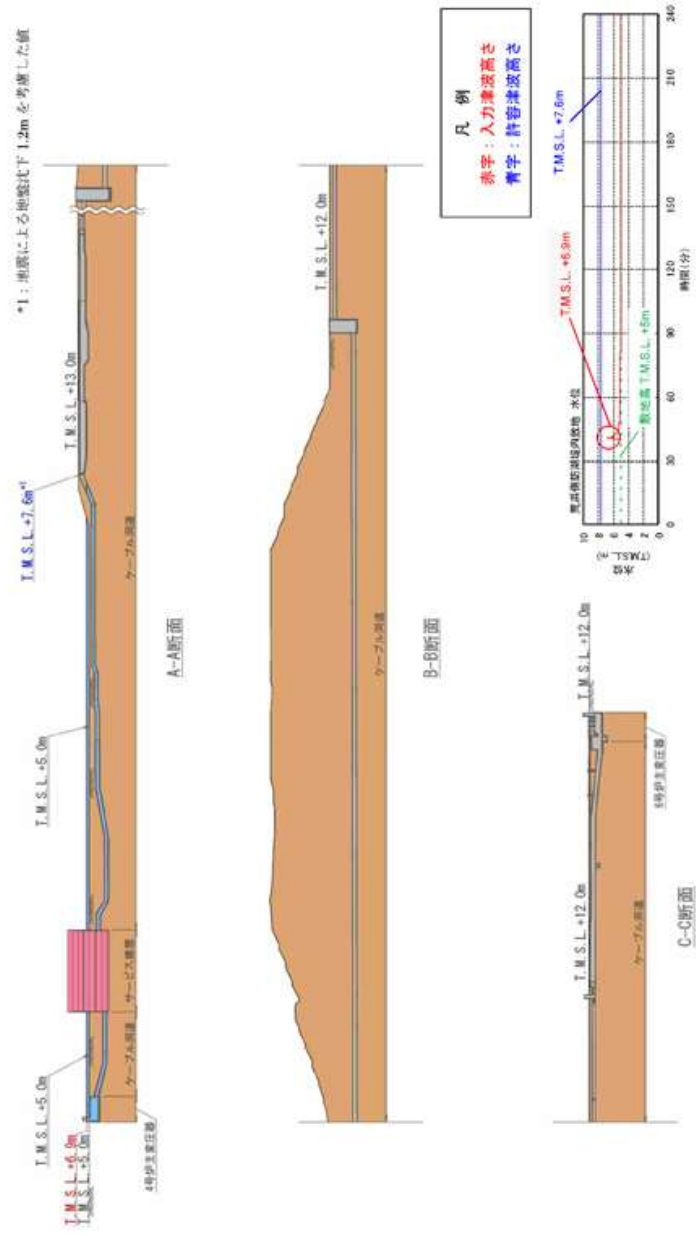 *1：地震による地盤沈下 1.2m を考慮した値
T.M.S.L.+6.9m
T.M.S.L.+5.0m
T.M.S.L.+5.0m
T.M.S.L.+5.0m
T.M.S.L.+7.6m*1
T.M.S.L.+13.0m
4号炉主変圧器
ケーブル洞道
サービス建屋
ケーブル洞道
A-A断面
T.M.S.L.+12.0m
ケーブル洞道
B-B断面
T.M.S.L.+12.0m
T.M.S.L.+12.0m
ケーブル洞道
6号炉主変圧器
C-C断面
凡 例
赤字：入力津波高さ
青字：許容津波高さ
荒浜側防潮堤内敷地 水位
T.M.S.L. +6.9m
T.M.S.L. +7.6m
敷地高 T.M.S.L. +5m
水位
(T.M.S.L. m)
10
8
6
4
2
0
0 30 60 90 120 150 180 210 240
時間(分)